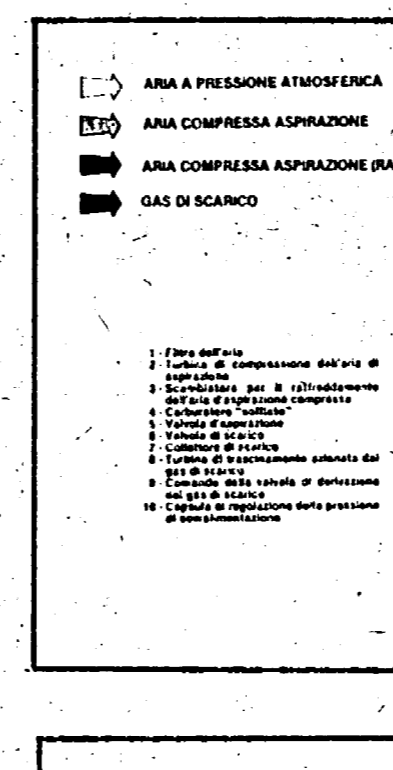 ARIA A PRESSIONE ATMOSFERICA
ARIA COMPRESSA ASPIRAZIONE
ARIA COMPRESSA ASPIRAZIONE (RA
GAS DI SCARICO
1 - Filtro dell'aria
2 - Turbina di compressione dell'aria di
aspirazione
3 - Scambiatore per il raffreddamento
dell'aria d'aspirazione compressa
4 - Carburatore "soffiato"
5 - Valvola d'aspirazione
6 - Valvola di scarico
7 - Collettore di scarico
8 - Turbina di trascinamento azionata dai
gas di scarico
9 - Comando della valvola di derivazione
dei gas di scarico
10 - Capsula di regolazione della pressione
di sovralimentazione